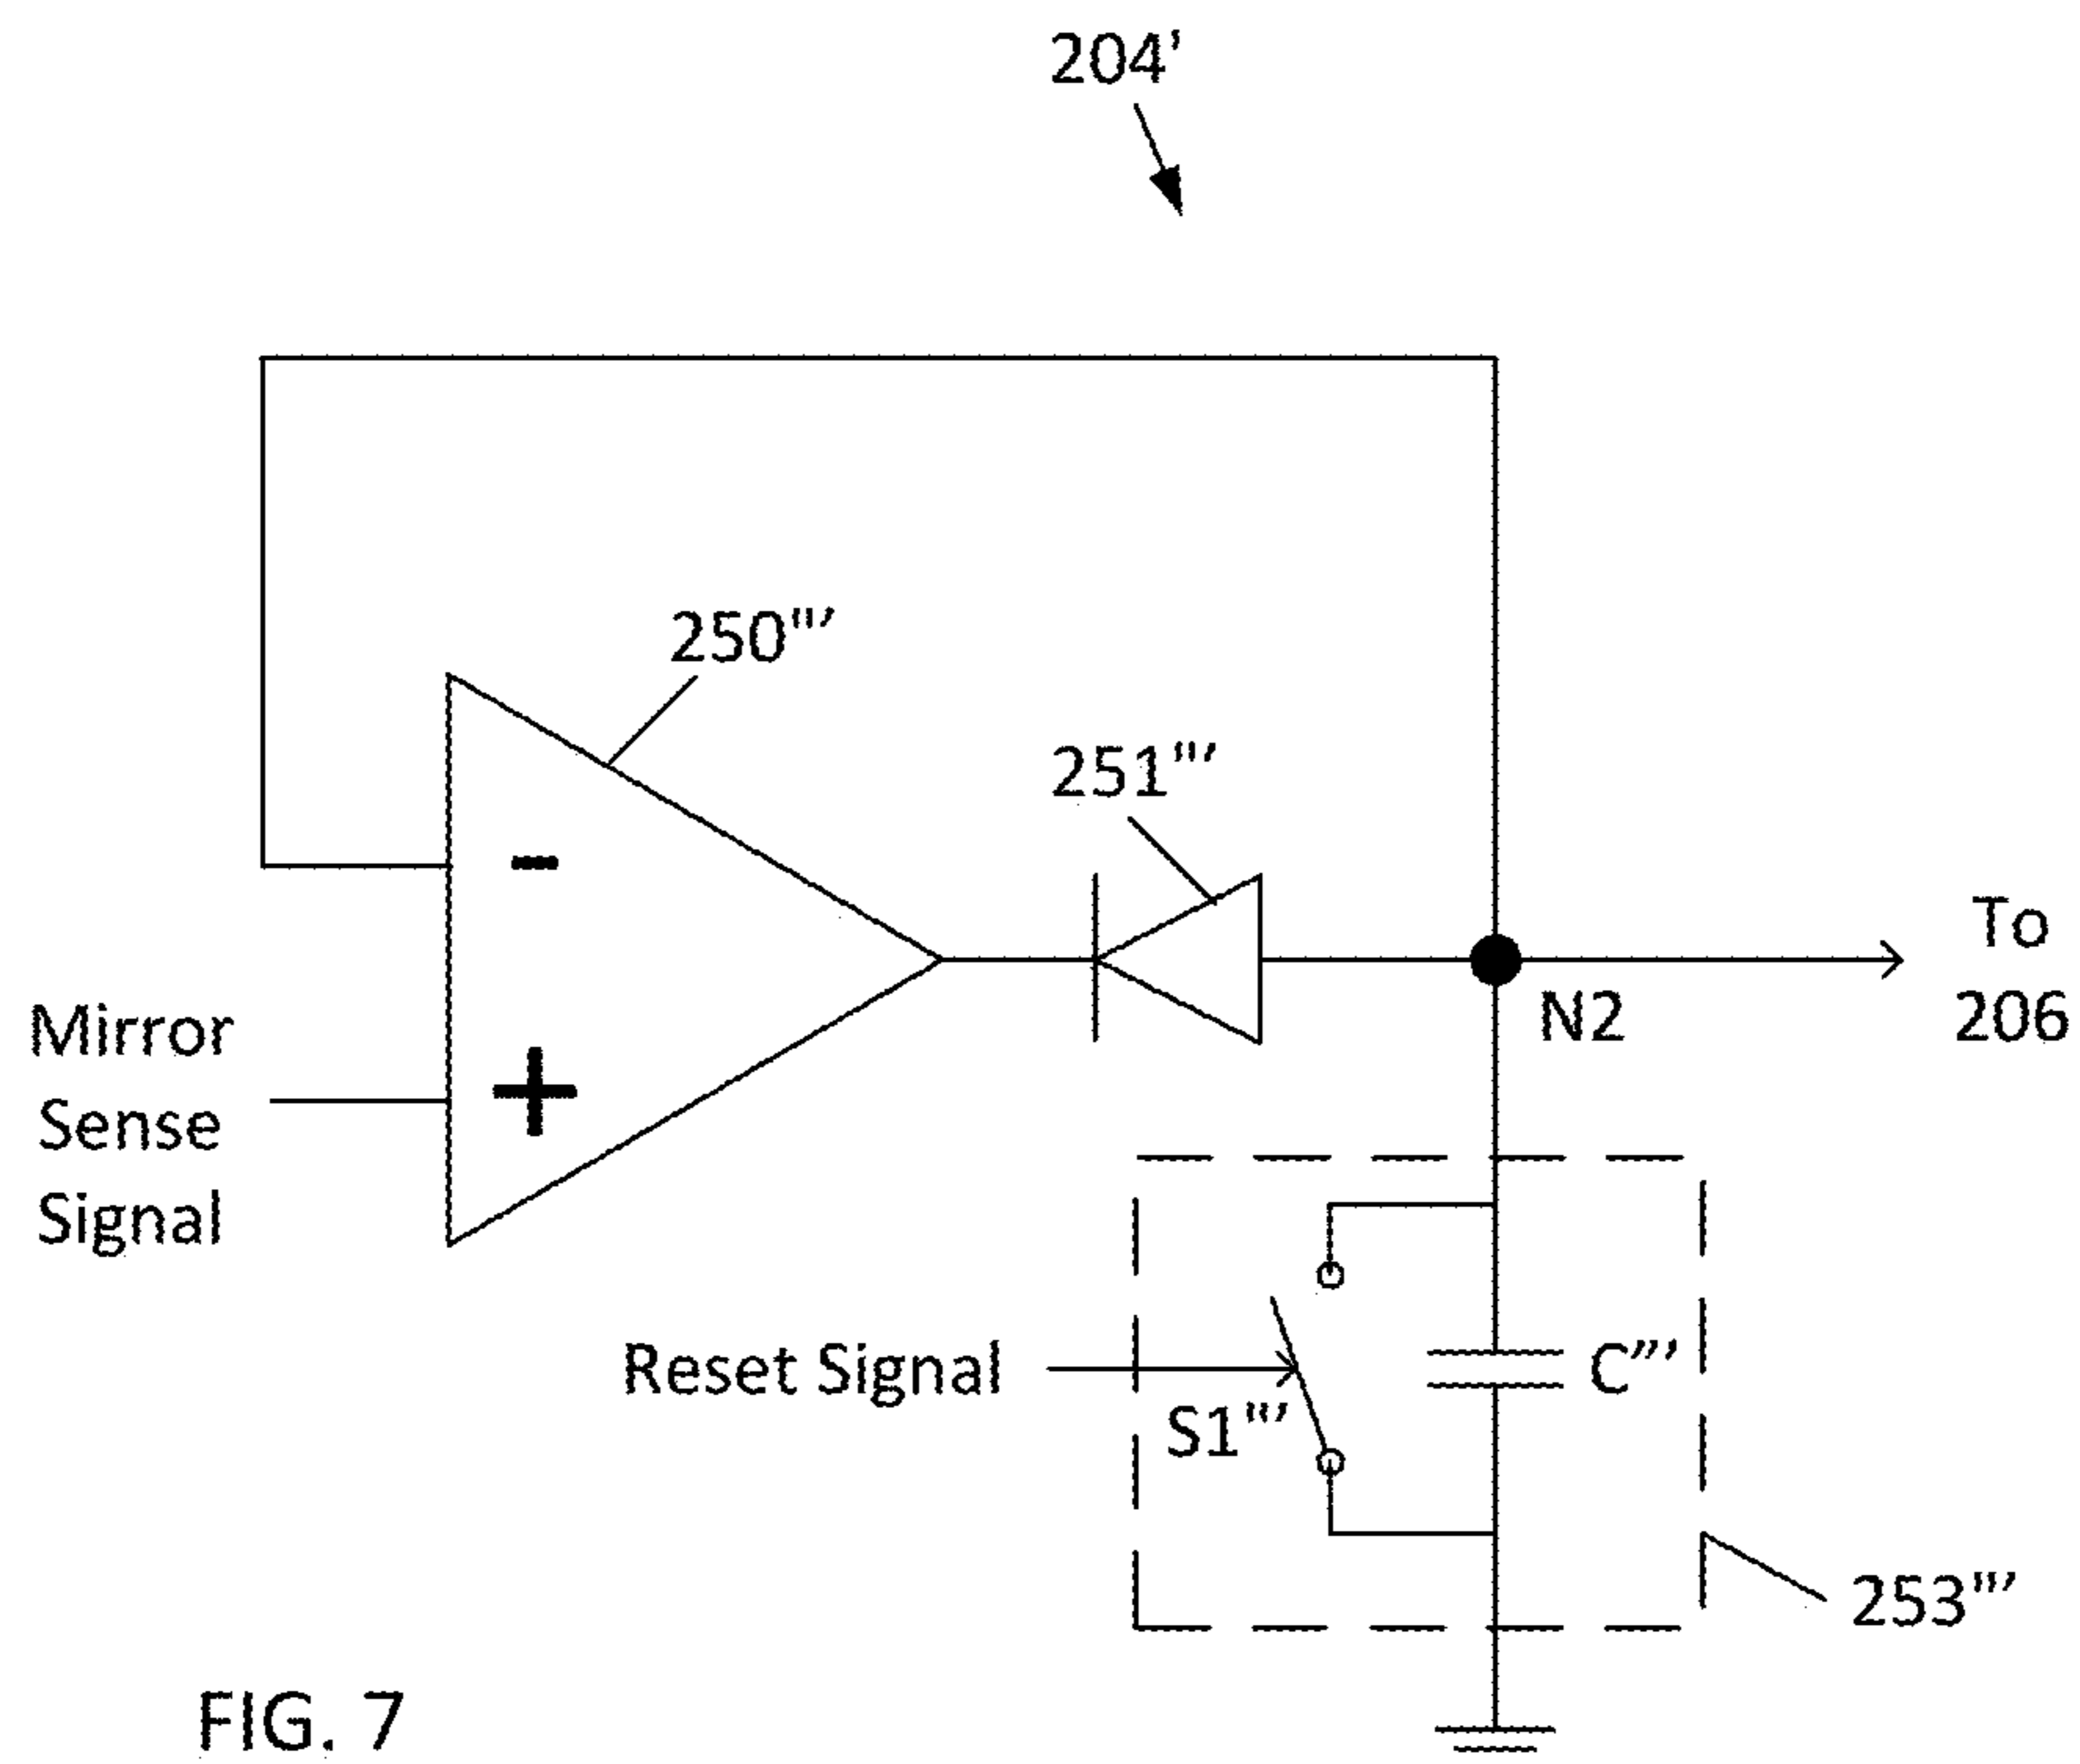 204'
250"'
251"'
To
206
N2
Mirror
Sense
Signal
-
+
Reset Signal
S1"'
C"'
253"'
FIG. 7